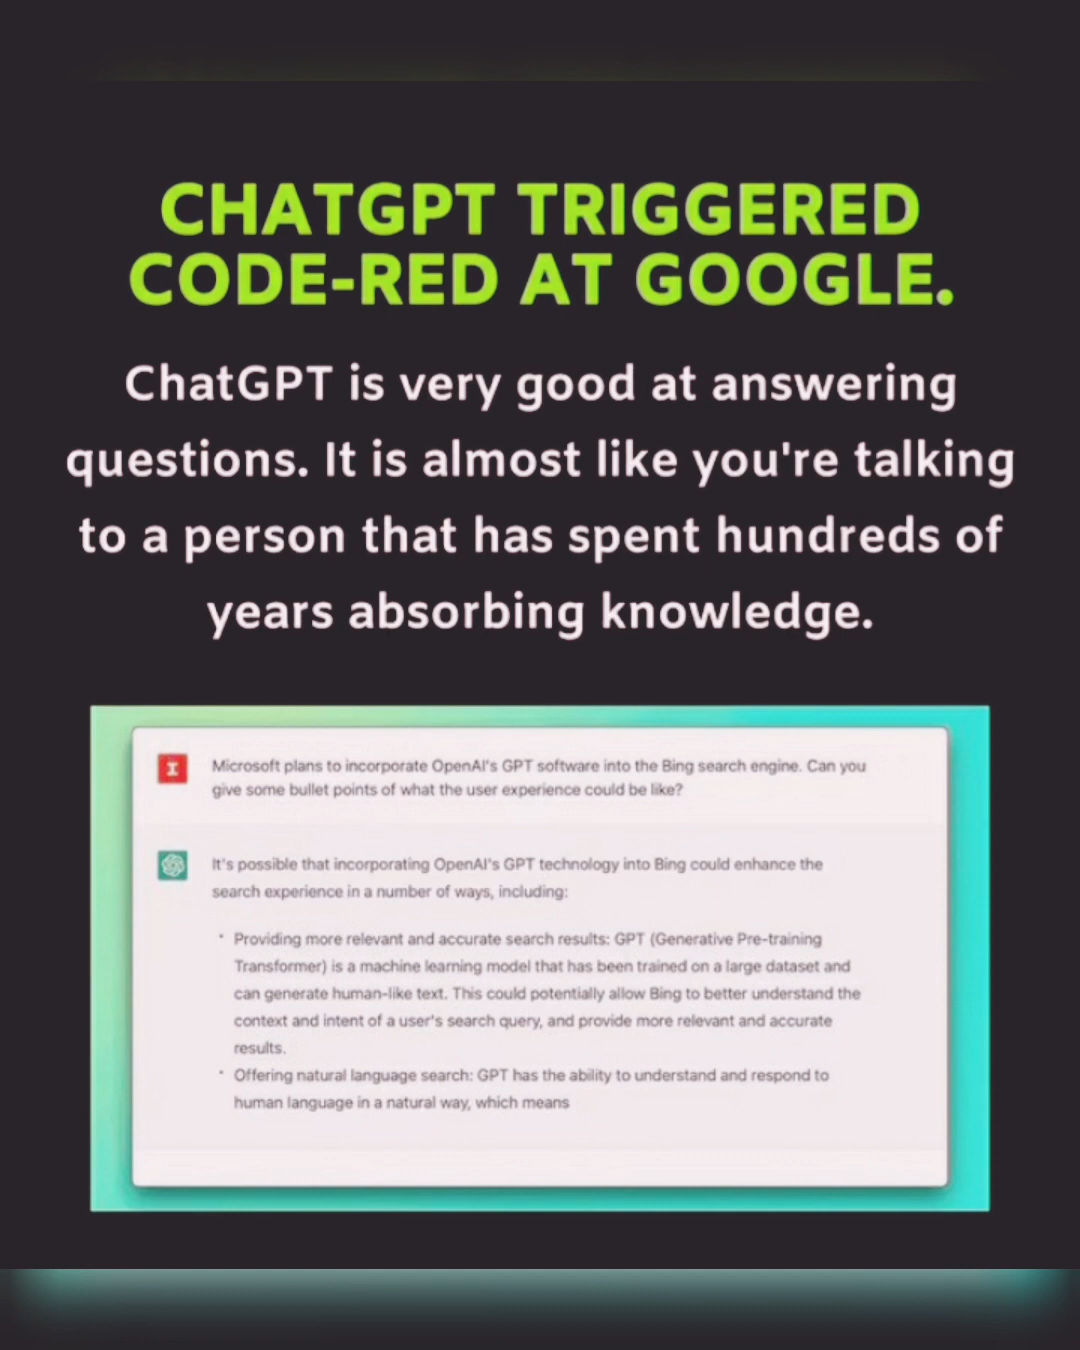 CHATGPT TRIGGERED
CODE-RED AT GOOGLE.
ChatGPT is very good at answering
questions. It is almost like you're talking
to a person that has spent hundreds of
years absorbing knowledge.
I
Microsoft plans to incorporate OpenAI's GPT software into the Bing search engine. Can you
give some bullet points of what the user experience could be like?
It's possible that incorporating OpenAI's GPT technology into Bing could enhance the
search experience in a number of ways, including:
• Providing more relevant and accurate search results: GPT (Generative Pre-training
Transformer) is a machine learning model that has been trained on a large dataset and
can generate human-like text. This could potentially allow Bing to better understand the
context and intent of a user's search query, and provide more relevant and accurate
results.
• Offering natural language search: GPT has the ability to understand and respond to
human language in a natural way, which means